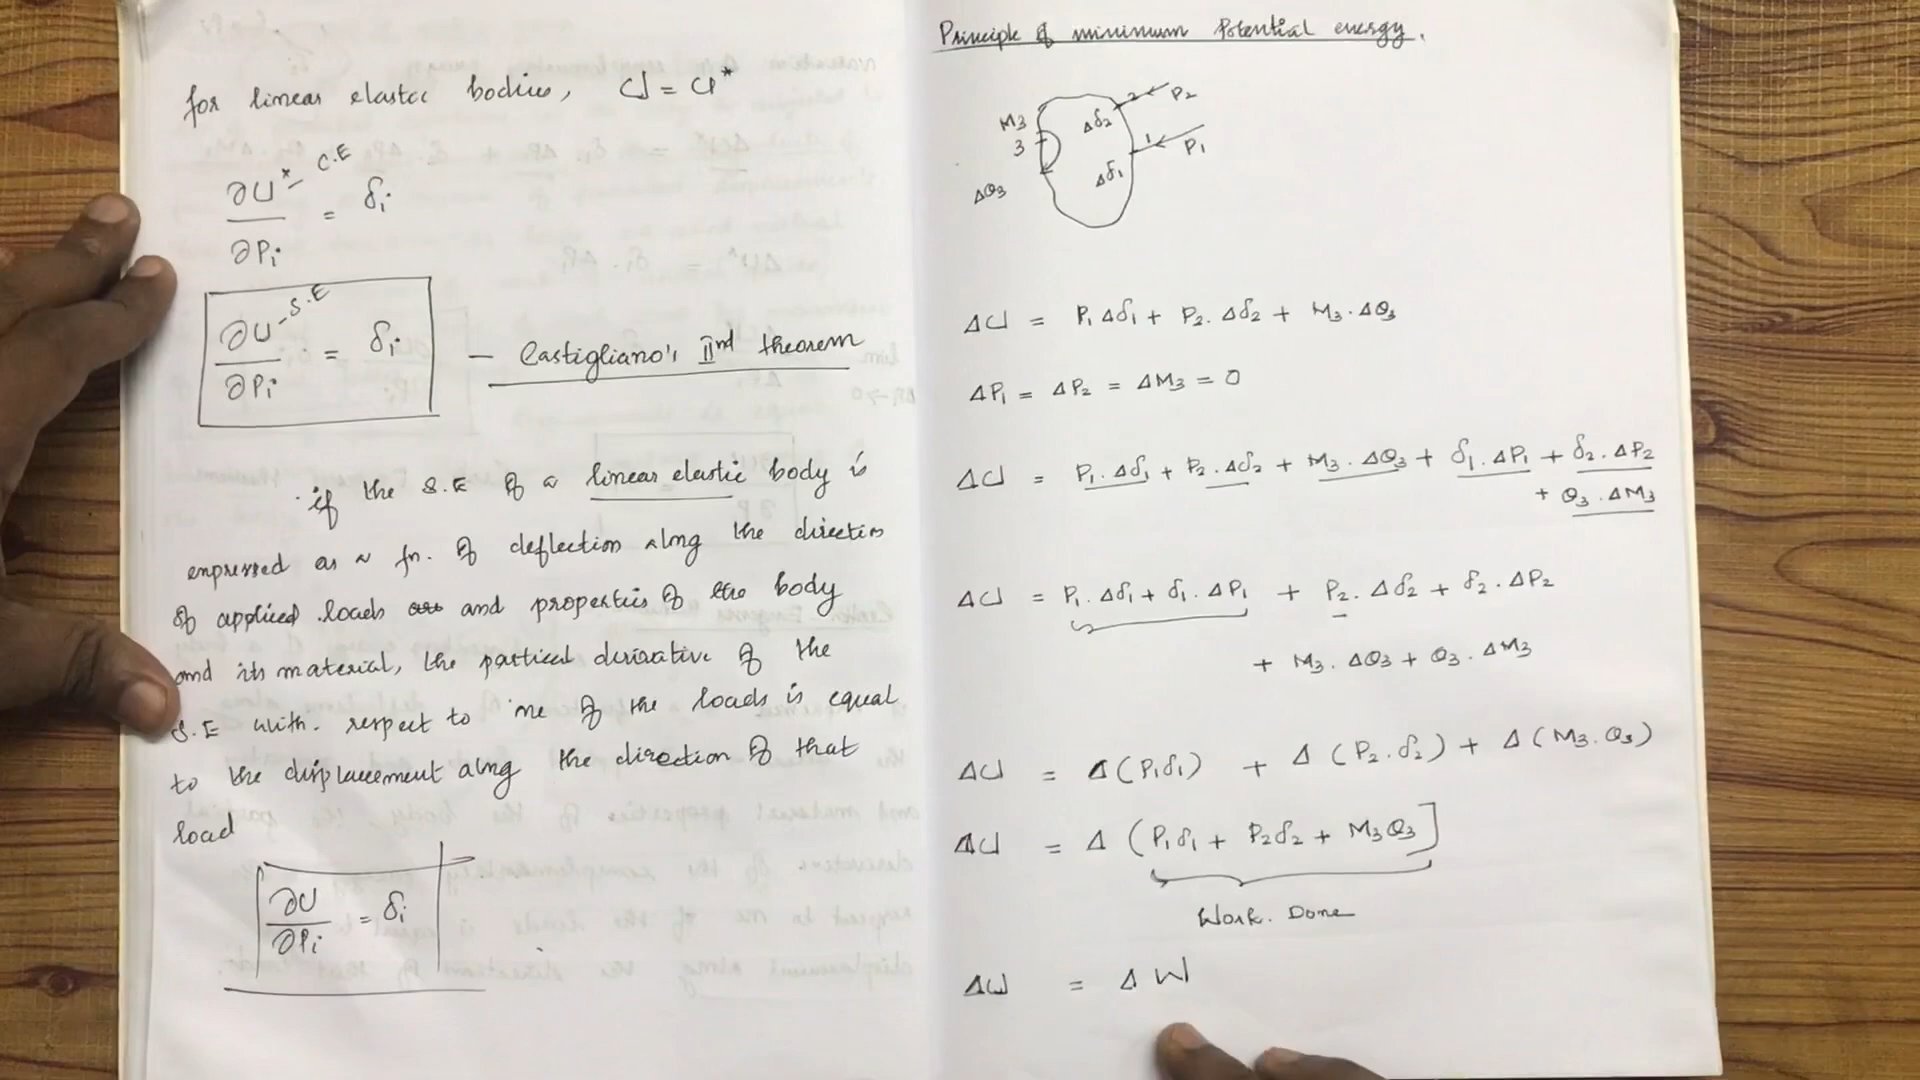 for linear elastic bodies, U = U*
∂U* - C.E
∂Pi = δi
∂U - S.E
∂Pi = δi - Castigliano's IInd theorem
if the S.E of a linear elastic body is
expressed as a fn. of deflection along the direction
of applied loads and properties of the body
and its material, the partical derivative of the
S.E with. respect to one of the loads is equal
to the displacement along the direction of that
load
∂U
∂Pi = δi
Principle of minimum Potential energy.
M3 Δδ2 2 P2
3 1 P1
ΔΘ3 Δδ1
ΔU = P1 Δδ1 + P2. Δδ2 + M3. ΔΘ3
ΔP1 = ΔP2 = ΔM3 = 0
ΔU = P1. Δδ1 + P2. Δδ2 + M3. ΔΘ3 + δ1. ΔP1 + δ2. ΔP2
+ Θ3. ΔM3
ΔU = P1. Δδ1 + δ1. ΔP1 + P2. Δδ2 + δ2. ΔP2
+ M3. ΔΘ3 + Θ3. ΔM3
ΔU = Δ(P1δ1) + Δ(P2.δ2) + Δ(M3.Θ3)
ΔU = Δ (P1δ1 + P2δ2 + M3Θ3]
Work. Done
ΔU = ΔW